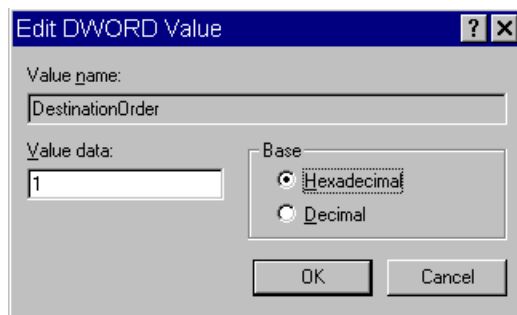 Edit DWORD Value
Value name:
DestinationOrder
Value data:
1
Base
Hexadecimal
Decimal
OK
Cancel